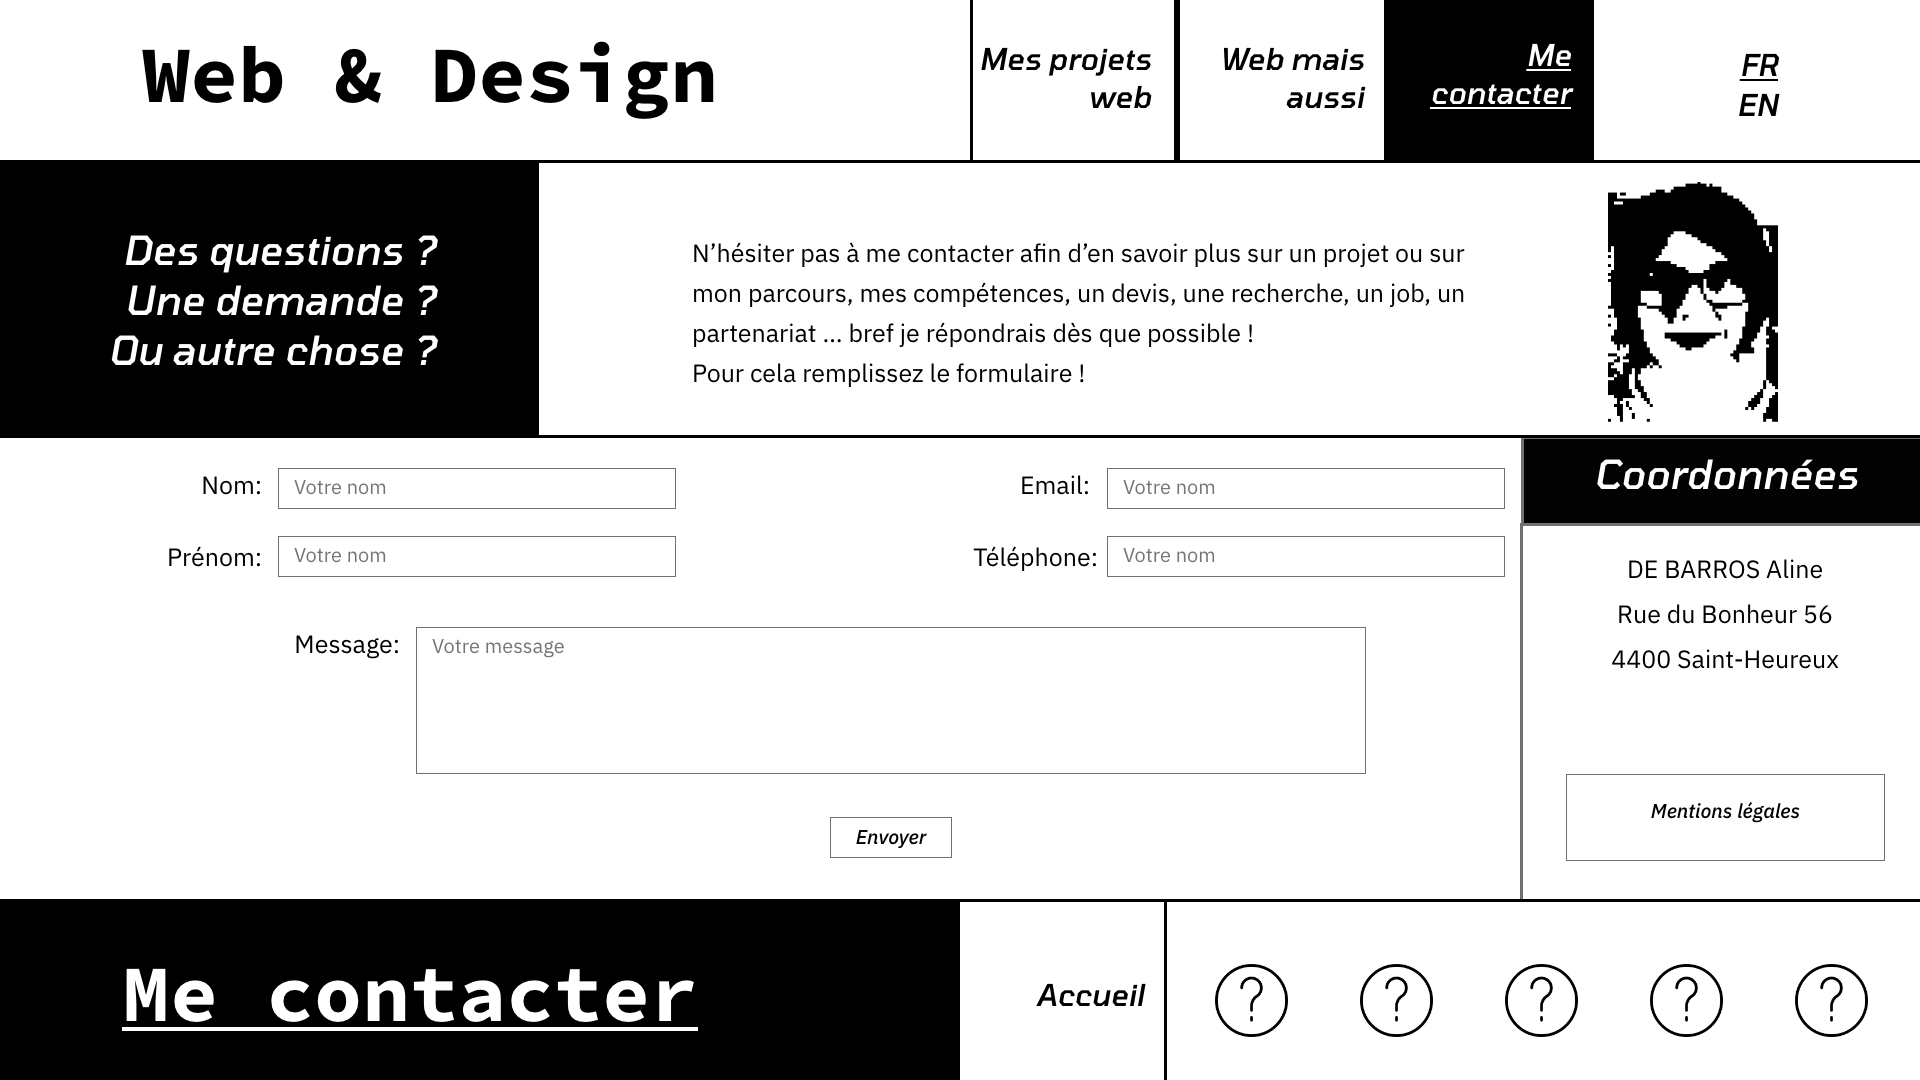 Web & Design
Mes projets
web
Web mais
aussi
Me
contacter
FR
EN
Des questions ?
Une demande ?
Ou autre chose ?
N’hésiter pas à me contacter afin d’en savoir plus sur un projet ou sur
mon parcours, mes compétences, un devis, une recherche, un job, un
partenariat ... bref je répondrais dès que possible !
Pour cela remplissez le formulaire !
Nom: Votre nom
Email: Votre nom
Prénom: Votre nom
Téléphone: Votre nom
Message: Votre message
Envoyer
Coordonnées
DE BARROS Aline
Rue du Bonheur 56
4400 Saint-Heureux
Mentions légales
Me contacter
Accueil
? ? ? ? ?